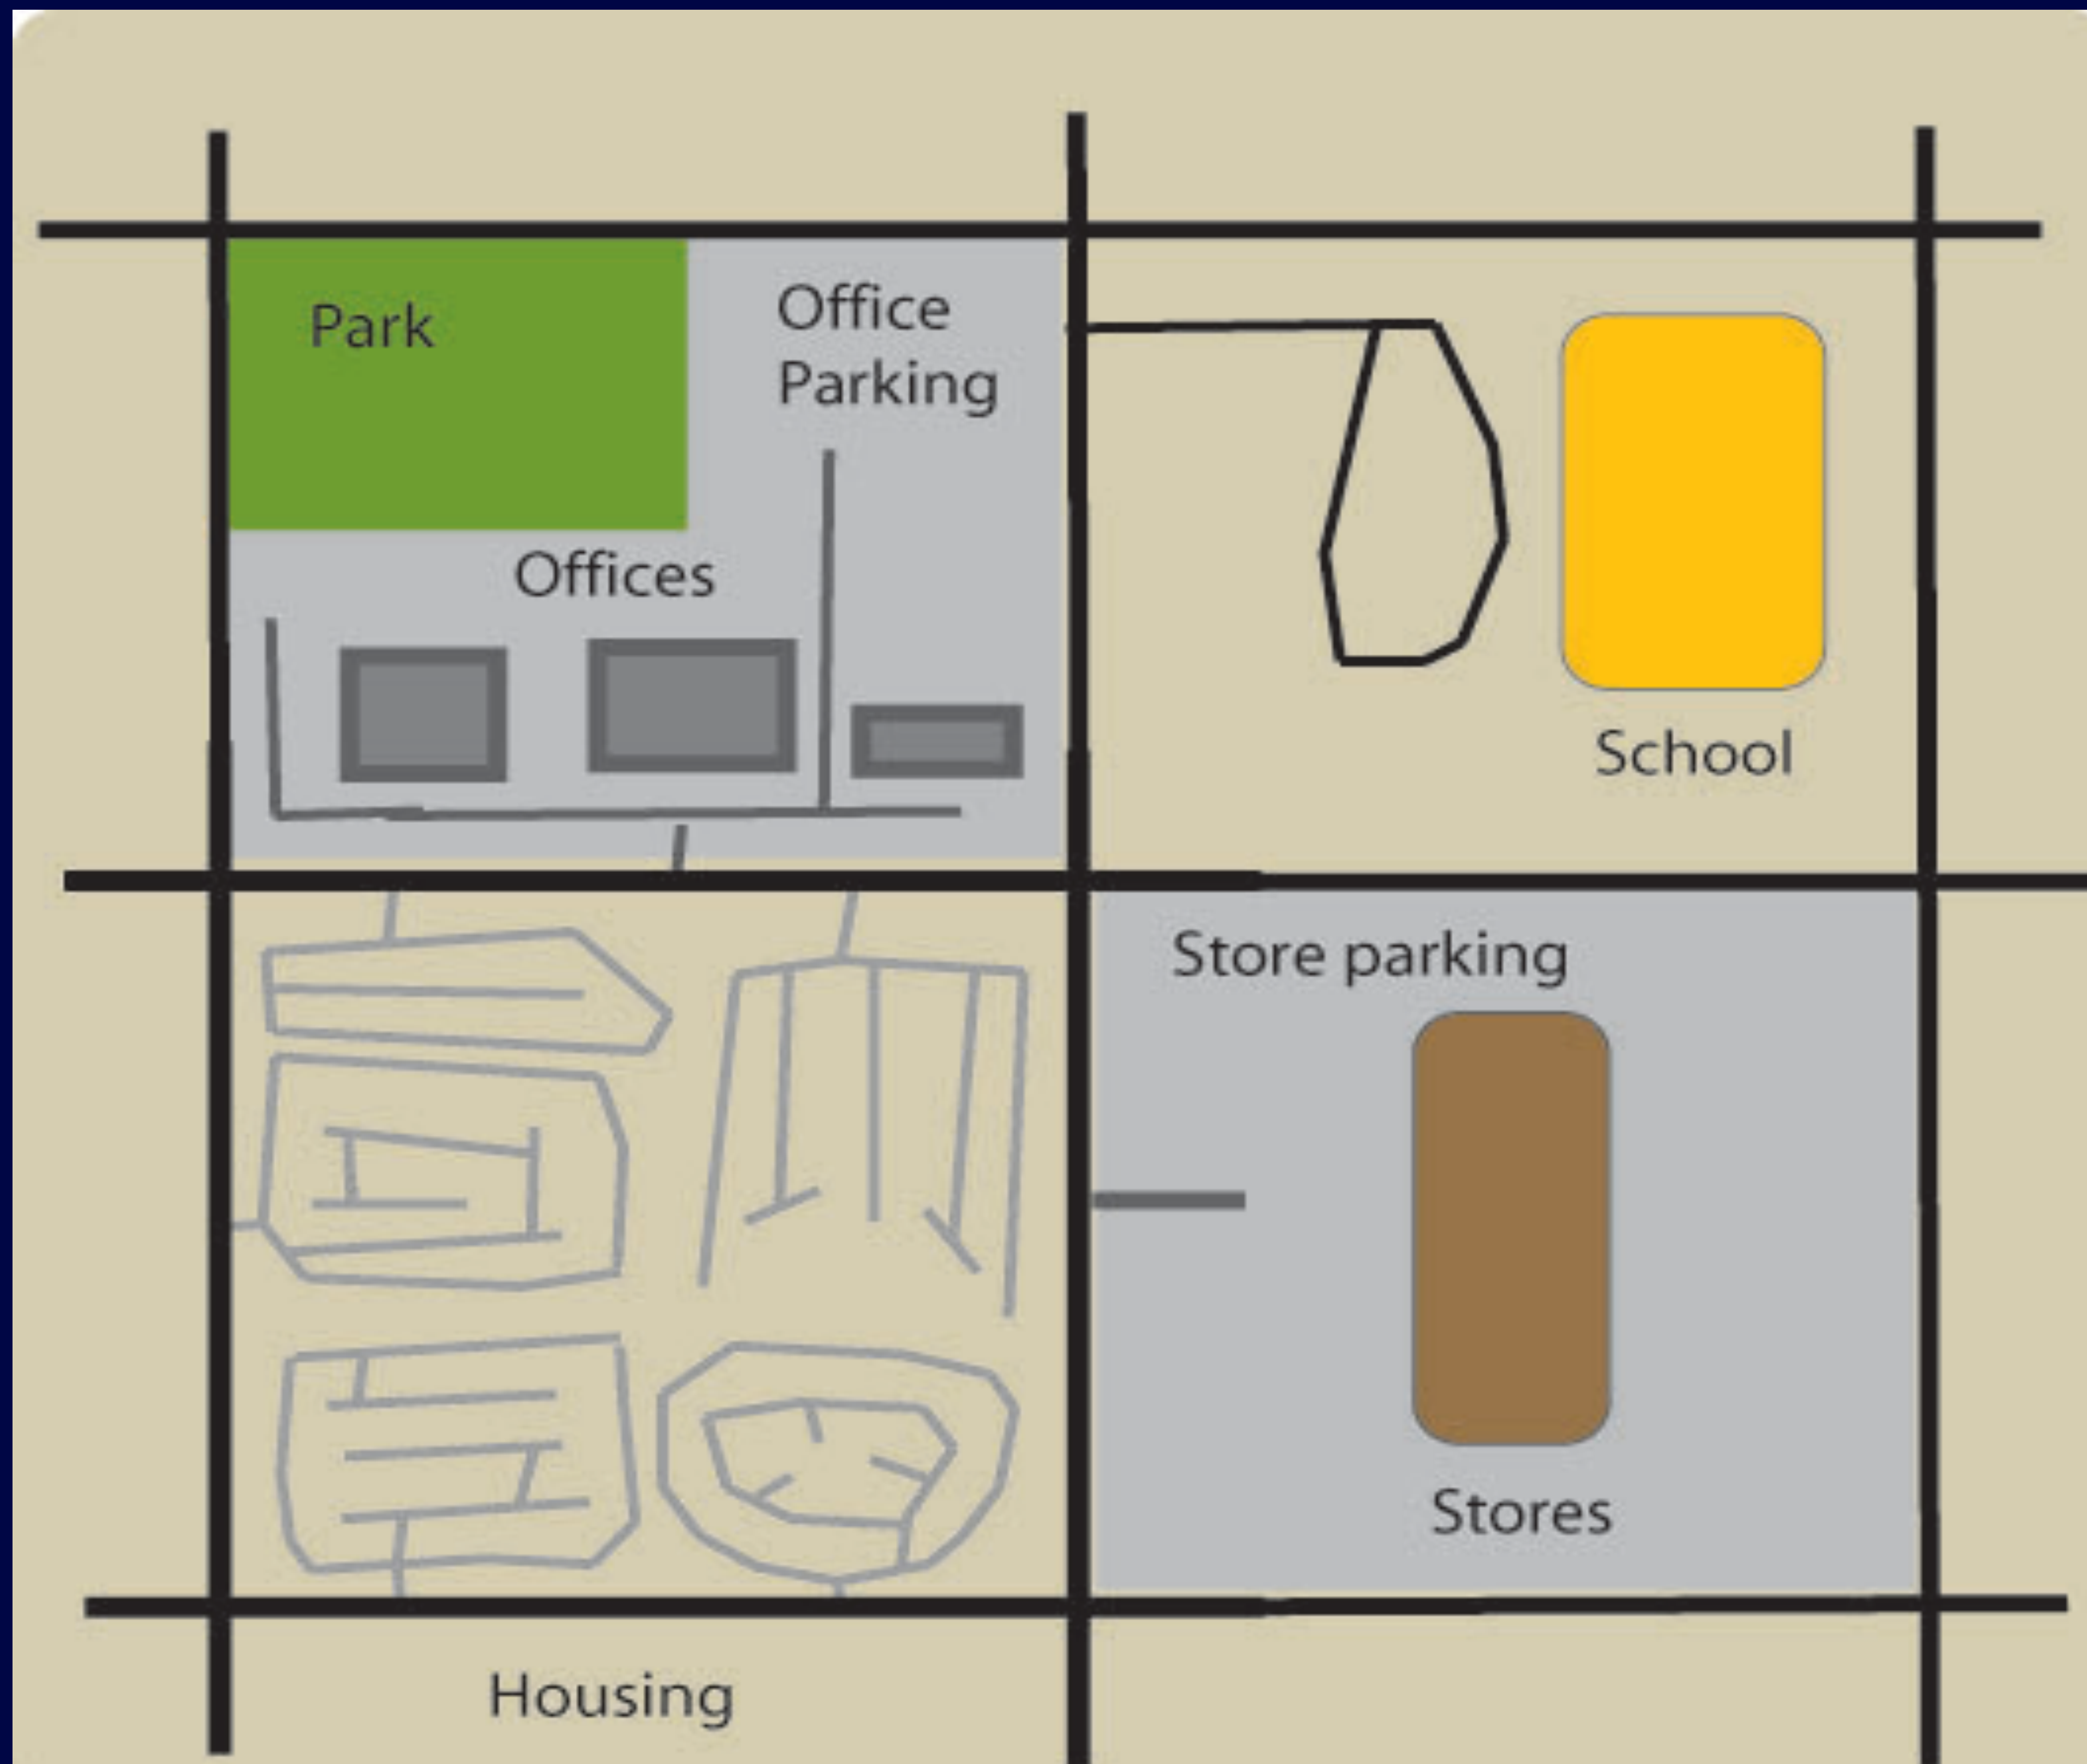 Park
Office
Parking
Offices
School
Store parking
Stores
Housing